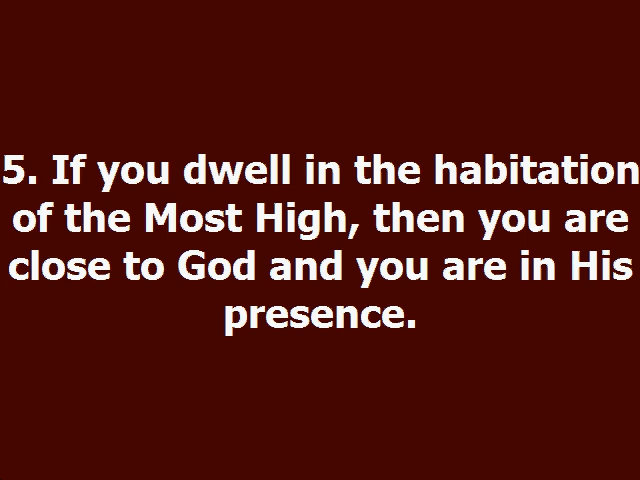 5. If you dwell in the habitation
of the Most High, then you are
close to God and you are in His
presence.